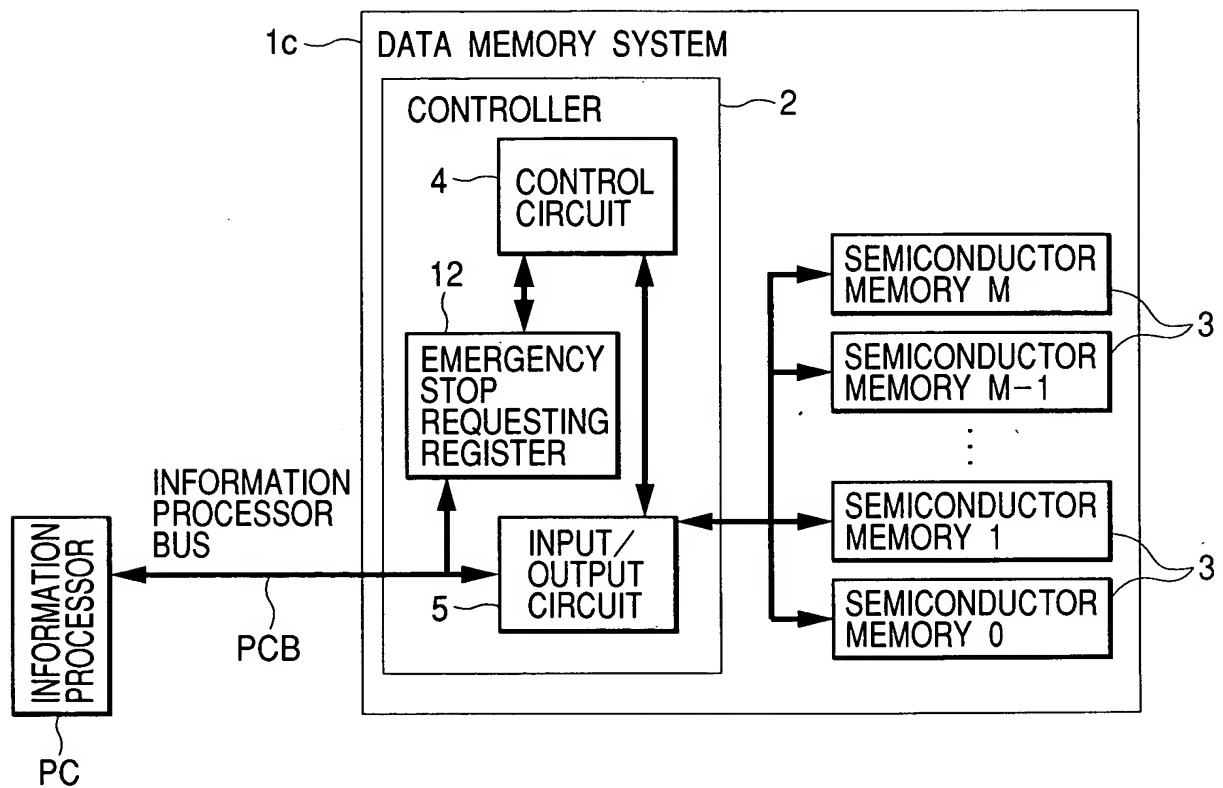 1c
DATA MEMORY SYSTEM
CONTROLLER
2
4
CONTROL
CIRCUIT
12
EMERGENCY
STOP
REQUESTING
REGISTER
SEMICONDUCTOR
MEMORY M
3
SEMICONDUCTOR
MEMORY M-1
⋮
SEMICONDUCTOR
MEMORY 1
3
SEMICONDUCTOR
MEMORY 0
INFORMATION
PROCESSOR
BUS
INPUT/
OUTPUT
CIRCUIT
5
PCB
INFORMATION
PROCESSOR
PC